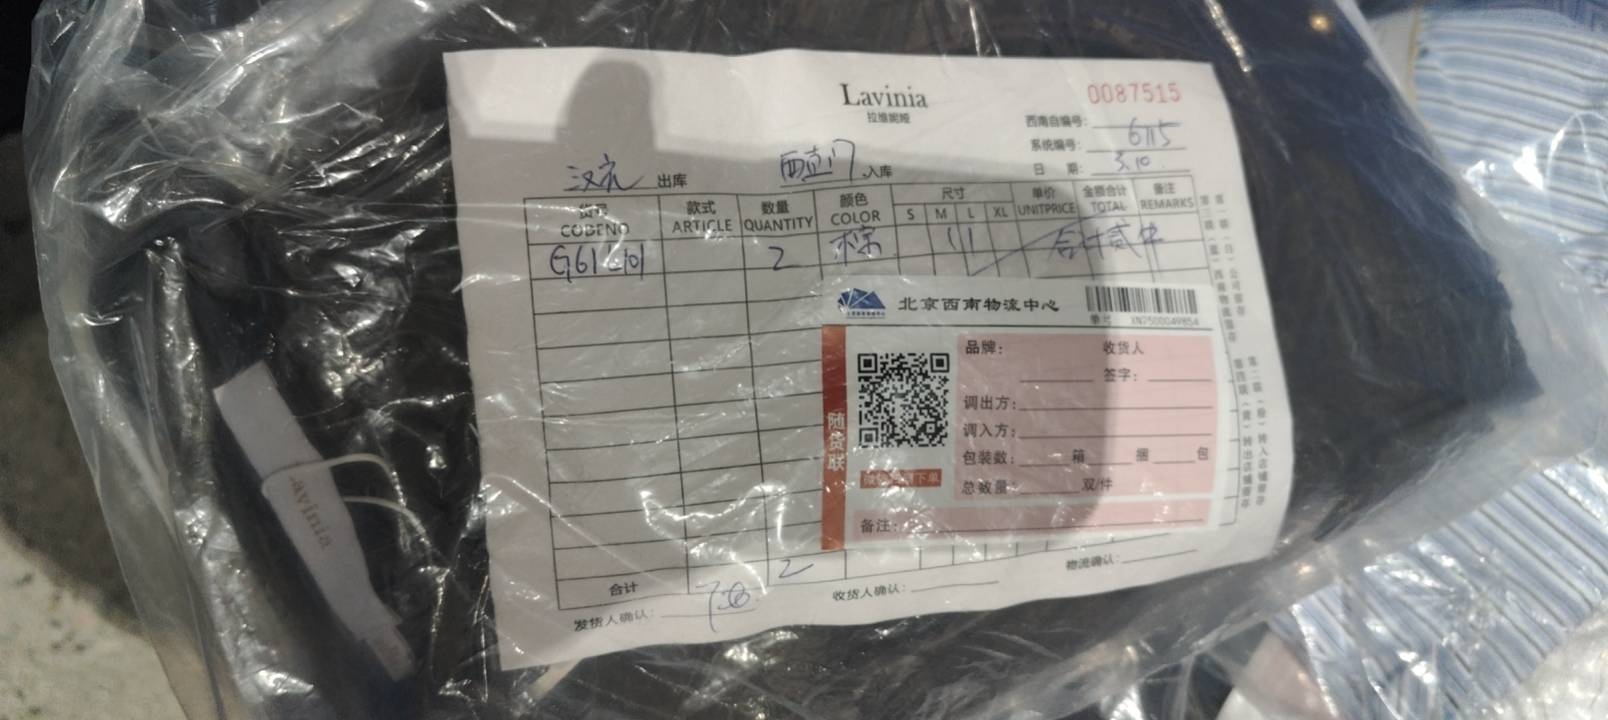 Lavinia
拉维妮娅
0087515
西南自编号：
系统编号： 6115
日 期： 3.10
出库 西直门 入库
货号 款式 数量 颜色 尺寸 单价 金额合计 备注
CODENO ARTICLE QUANTITY COLOR S M L XL UNITPRICE TOTAL REMARKS
2 棕 1 1 合计贰件
北京西南物流中心
单号: XN7500049854
随货联
品牌： 收货人
签字：
调出方：
调入方：
包装数： 箱 捆 包
总数量： 双/件
备注：
合计 2
发货人确认： 收货人确认： 物流确认：
Lavinia